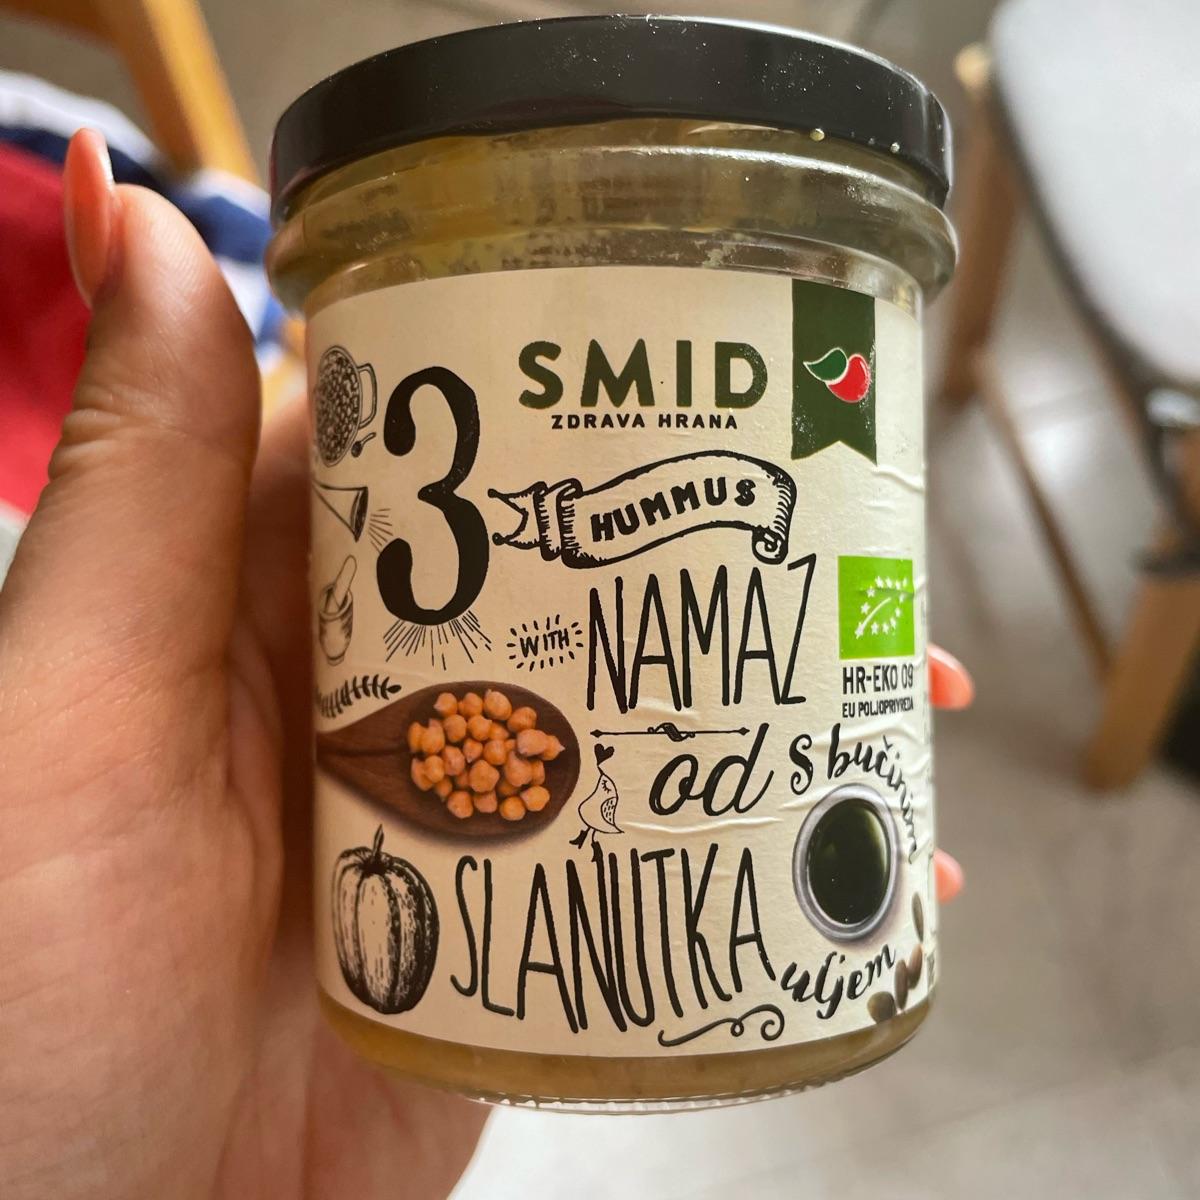 SMID
ZDRAVA HRANA
3
HUMMUS
WITH
NAMAZ
HR-EKO 09
EU POLJOPRIVREDA
od
s bučinim
SLANUTKA
uljem